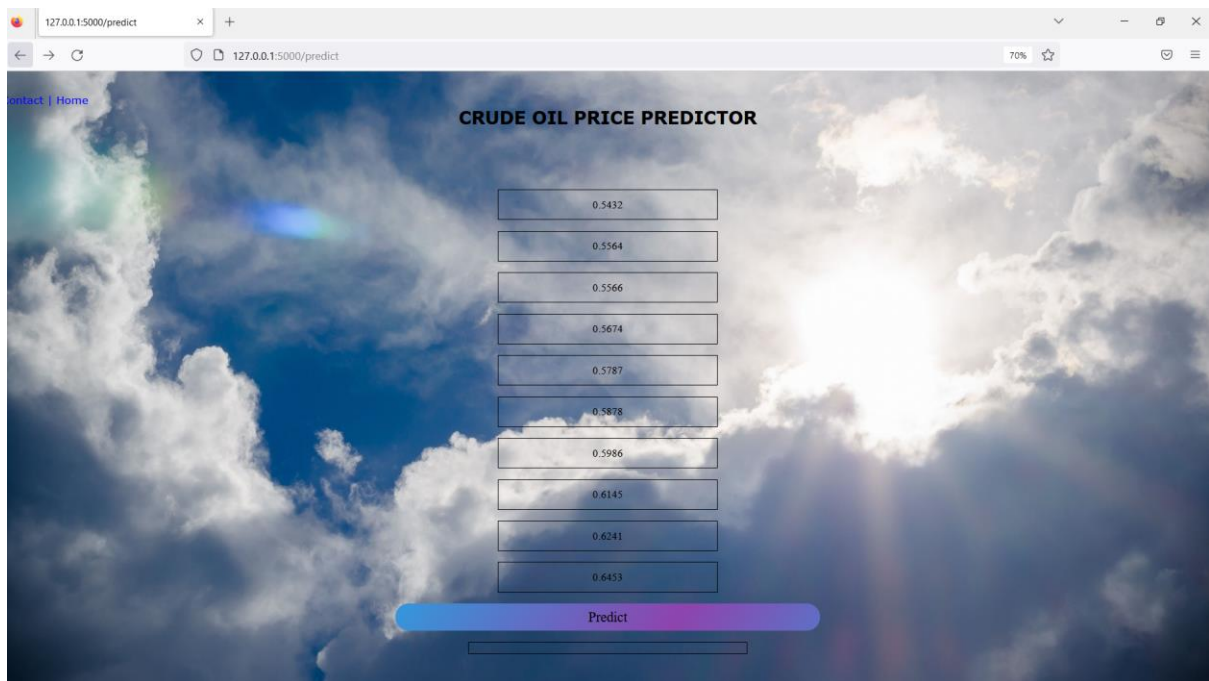 127.0.0.1:5000/predict
127.0.0.1:5000/predict
70%
ontact | Home
CRUDE OIL PRICE PREDICTOR
0.5432
0.5564
0.5566
0.5674
0.5787
0.5878
0.5986
0.6145
0.6241
0.6453
Predict